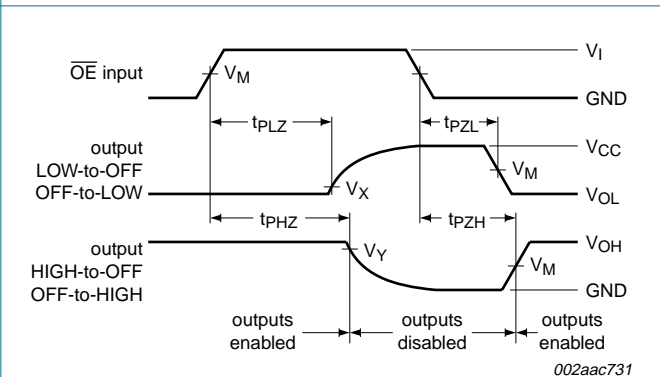 V_I
OE input
V_M
GND
t_PLZ
t_PZL
output
LOW-to-OFF
OFF-to-LOW
V_CC
V_M
V_X
V_OL
t_PHZ
t_PZH
output
HIGH-to-OFF
OFF-to-HIGH
V_Y
V_OH
V_M
GND
outputs
enabled
outputs
disabled
outputs
enabled
002aac731